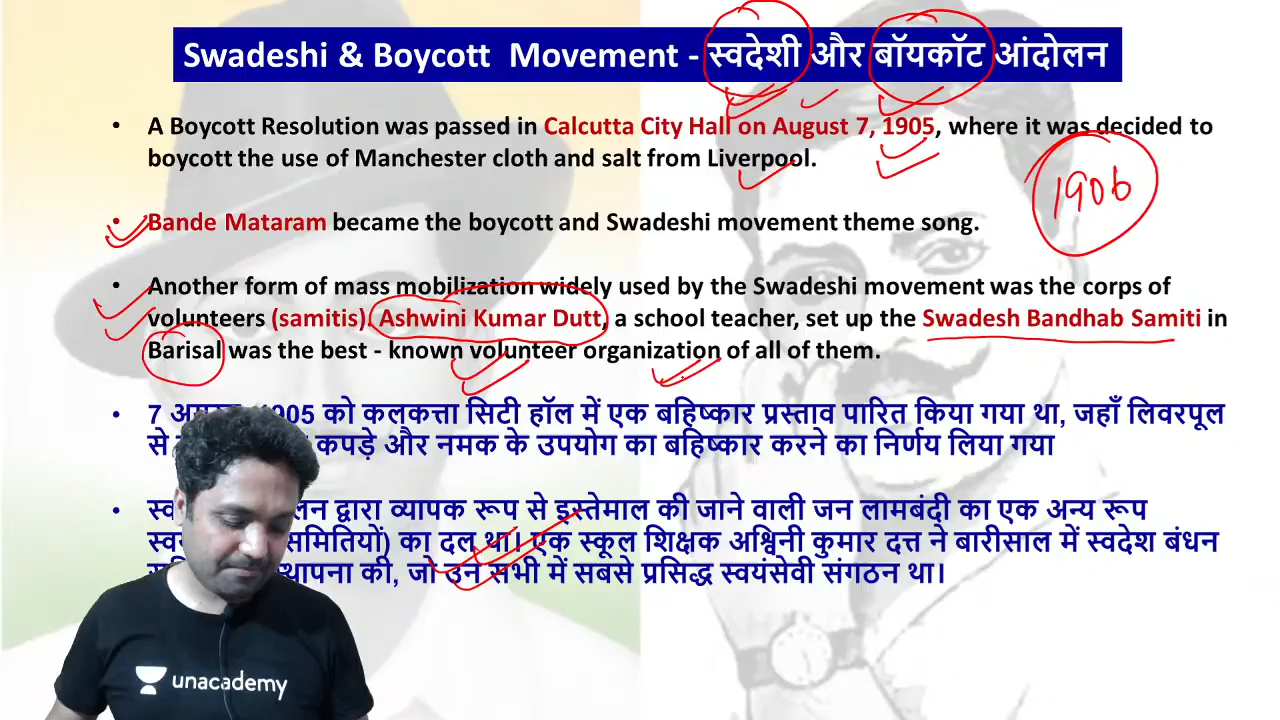 Swadeshi & Boycott Movement - स्वदेशी और बॉयकॉट आंदोलन
• A Boycott Resolution was passed in Calcutta City Hall on August 7, 1905, where it was decided to
boycott the use of Manchester cloth and salt from Liverpool.
1906
• Bande Mataram became the boycott and Swadeshi movement theme song.
• Another form of mass mobilization widely used by the Swadeshi movement was the corps of
volunteers (samitis). Ashwini Kumar Dutt, a school teacher, set up the Swadesh Bandhab Samiti in
Barisal was the best - known volunteer organization of all of them.
• 7 1905 को कलकत्ता सिटी हॉल में एक बहिष्कार प्रस्ताव पारित किया गया था, जहाँ लिवरपूल
से कपड़े और नमक के उपयोग का बहिष्कार करने का निर्णय लिया गया
• द्वारा व्यापक रूप से इस्तेमाल की जाने वाली जन लामबंदी का एक अन्य रूप
समितियों) का दल था। एक स्कूल शिक्षक अश्विनी कुमार दत्त ने बारीसाल में स्वदेश बंधन
की, जो उन सभी में सबसे प्रसिद्ध स्वयंसेवी संगठन था।
unacademy